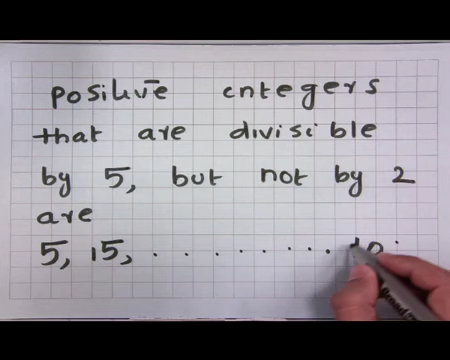 positive integers
that are divisible
by 5, but not by 2
are
5, 15, . . . . . . . . .